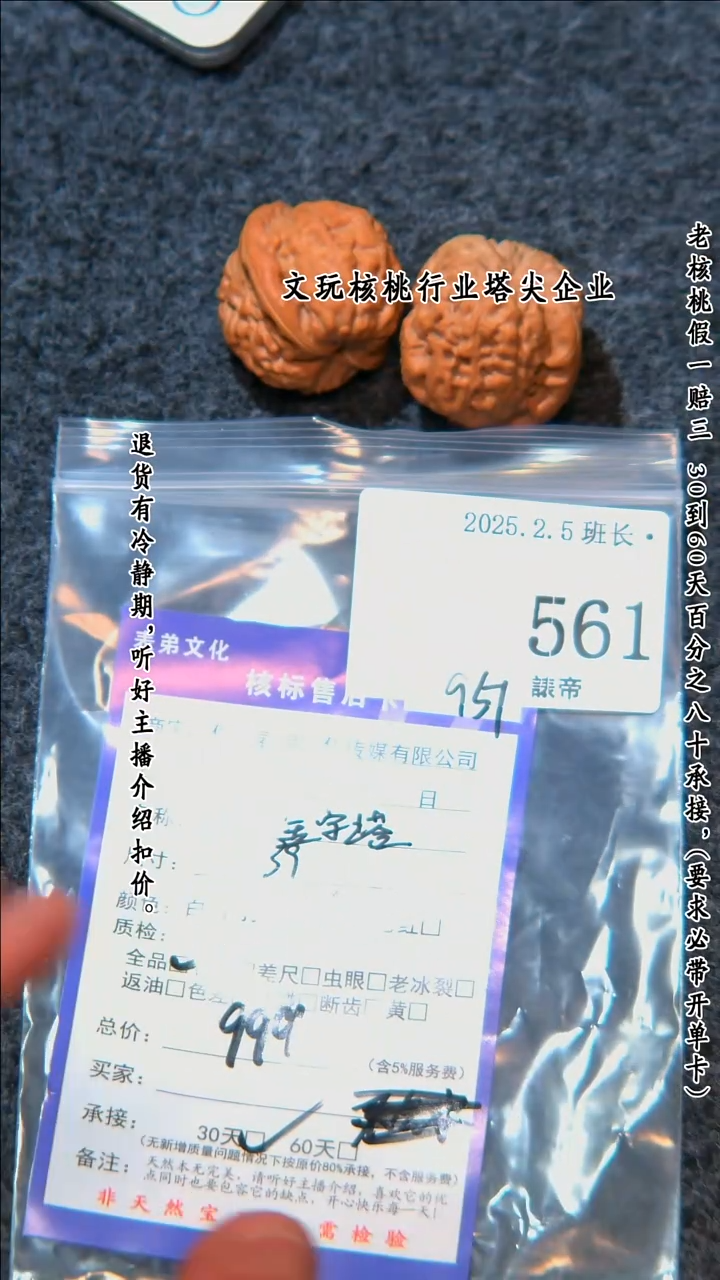 文玩核桃行业塔尖企业
老核桃假一赔三 30到60天百分之八十承接，（要求必带开单卡）
退货有冷静期，听好主播介绍扣价。
2025.2.5班长·
561
951
表弟文化
核标售后卡
传媒有限公司
日
称:
寸:
颜色: 白
质检:
全品 差尺□虫眼□老冰裂□
返油□色差 断齿 黄□
总价: 999
(含5%服务费)
买家:
承接: 30天□ 60天□
(无新增质量问题情况下按原价80%承接，不含服务费)
备注: 天然本无完美，请听好主播介绍，喜欢它的优
点同时也要包容它的缺点，开心快乐每一天!
非天然宝 需检验